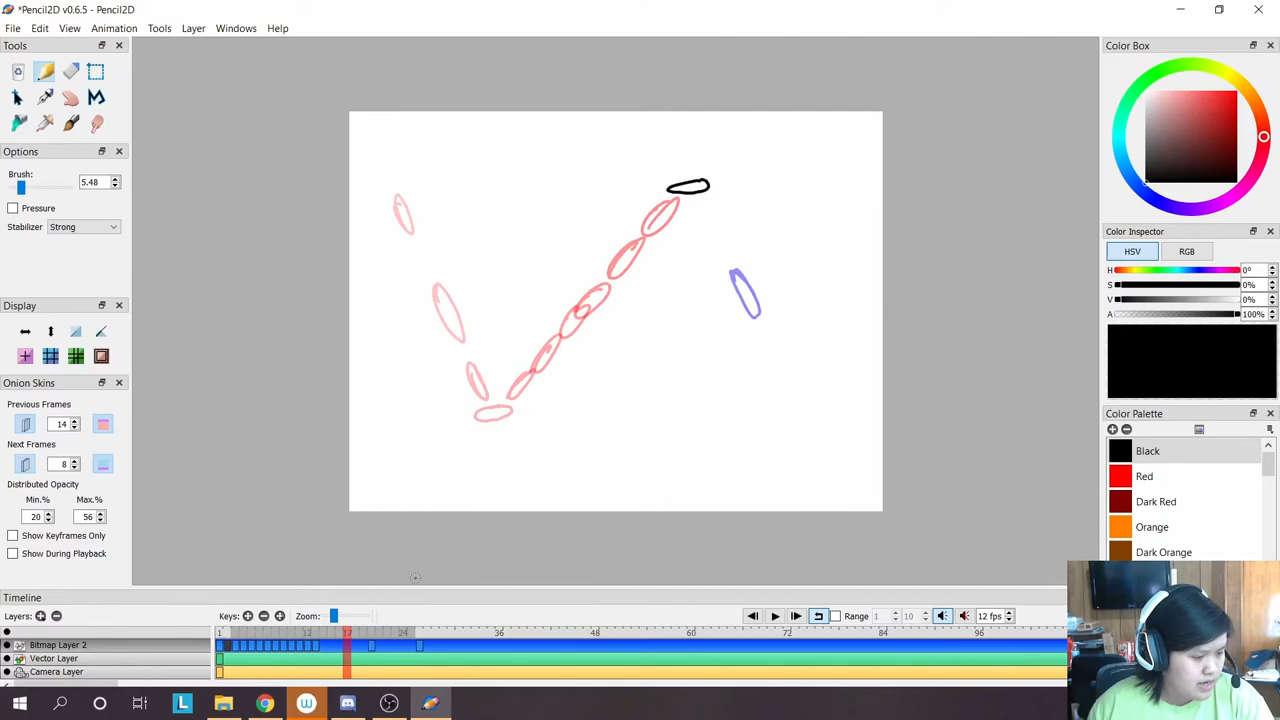 *Pencil2D v0.6.5 - Pencil2D
File Edit View Animation Tools Layer Windows Help
Tools
Options
Brush:
5.48
Pressure
Stabilizer Strong
Display
Onion Skins
Previous Frames
14
Next Frames
8
Distributed Opacity
Min.% Max.%
20 56
Show Keyframes Only
Show During Playback
Color Box
Color Inspector
HSV RGB
H 0°
S 0%
V 0%
A 100%
Color Palette
Black
Red
Dark Red
Orange
Dark Orange
Timeline
Layers: Keys: Zoom: Range 1 10 12 fps
1 12 17 24 36 48 60 72 84 96
Bitmap Layer 2
Vector Layer
Camera Layer
L W